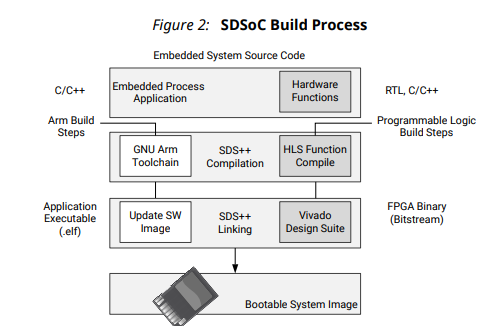 Figure 2: SDSoC Build Process
Embedded System Source Code
C/C++
Embedded Process
Application
Hardware
Functions
RTL, C/C++
Arm Build
Steps
Programmable Logic
Build Steps
GNU Arm
Toolchain
SDS++
Compilation
HLS Function
Compile
Application
Executable
(.elf)
Update SW
Image
SDS++
Linking
Vivado
Design Suite
FPGA Binary
(Bitstream)
Bootable System Image